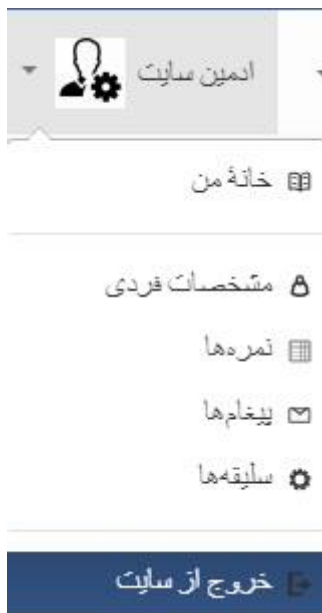 ادمین سایت
خانهٔ من
مشخصات فردی
نمره‌ها
پیغام‌ها
سلیقه‌ها
خروج از سایت